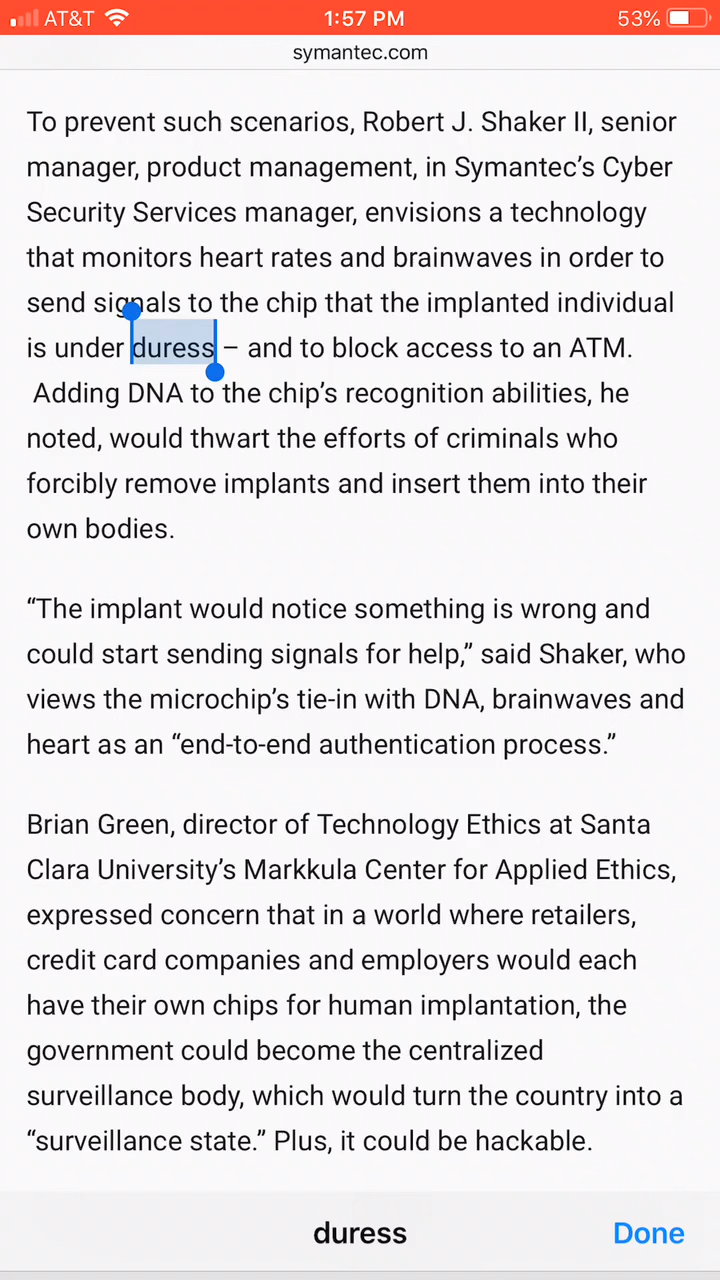 AT&T 1:57 PM 53%
symantec.com
To prevent such scenarios, Robert J. Shaker II, senior
manager, product management, in Symantec’s Cyber
Security Services manager, envisions a technology
that monitors heart rates and brainwaves in order to
send signals to the chip that the implanted individual
is under duress – and to block access to an ATM.
Adding DNA to the chip’s recognition abilities, he
noted, would thwart the efforts of criminals who
forcibly remove implants and insert them into their
own bodies.
“The implant would notice something is wrong and
could start sending signals for help,” said Shaker, who
views the microchip’s tie-in with DNA, brainwaves and
heart as an “end-to-end authentication process.”
Brian Green, director of Technology Ethics at Santa
Clara University’s Markkula Center for Applied Ethics,
expressed concern that in a world where retailers,
credit card companies and employers would each
have their own chips for human implantation, the
government could become the centralized
surveillance body, which would turn the country into a
“surveillance state.” Plus, it could be hackable.
duress Done